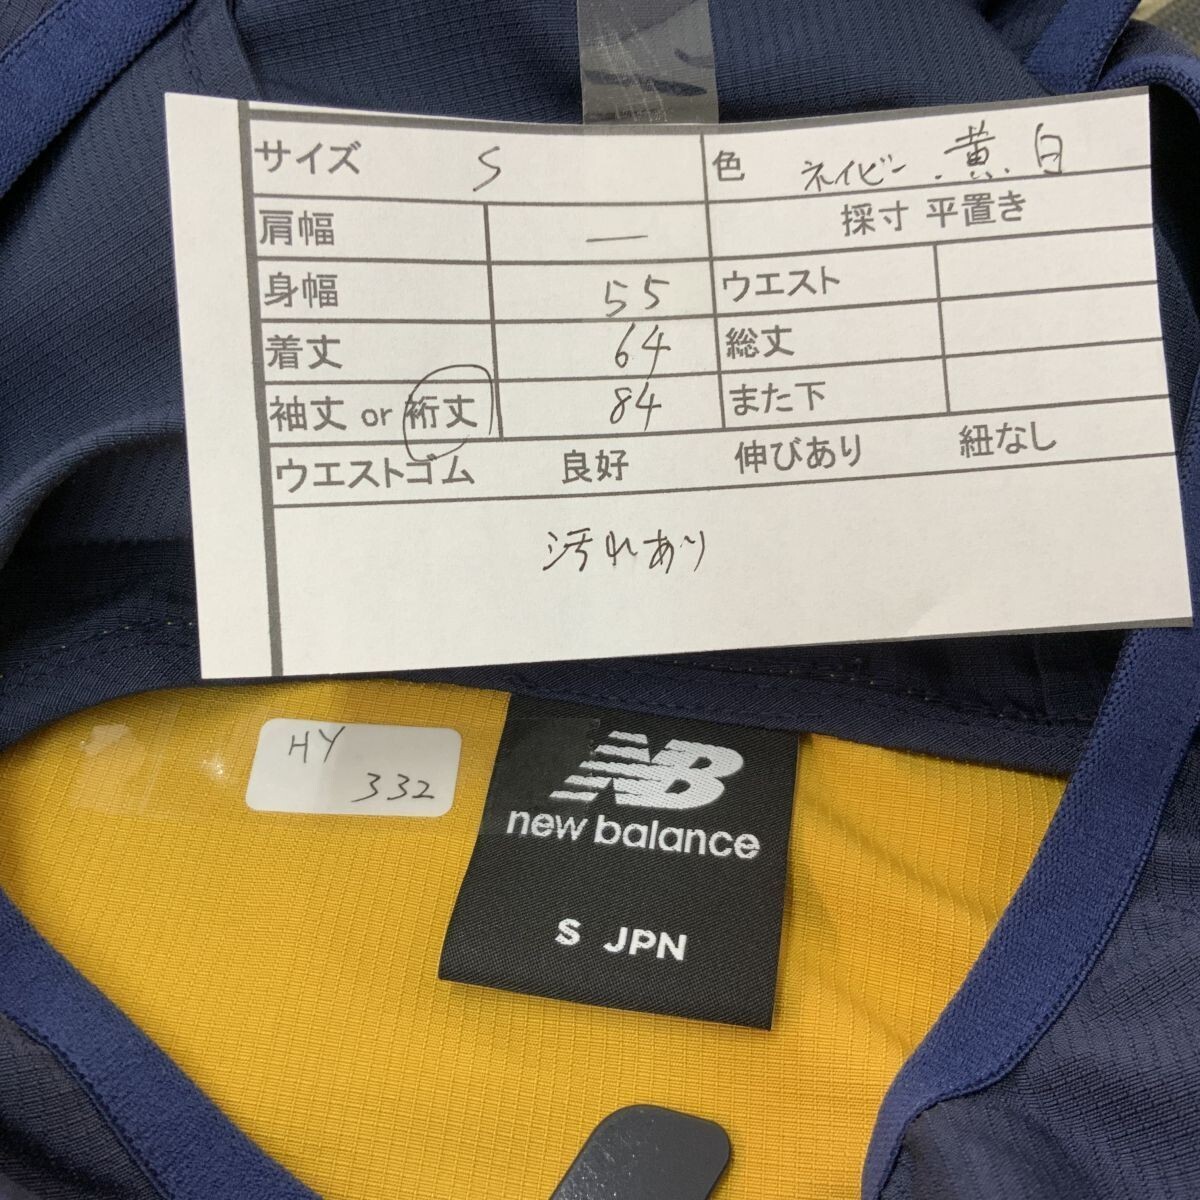 サイズ S 色 ネイビー.黄.白
肩幅 — 採寸 平置き
身幅 55 ウエスト
着丈 64 総丈
袖丈 or 裄丈 84 また下
ウエストゴム 良好 伸びあり 紐なし
汚れあり
HY
332
NB
new balance
S JPN